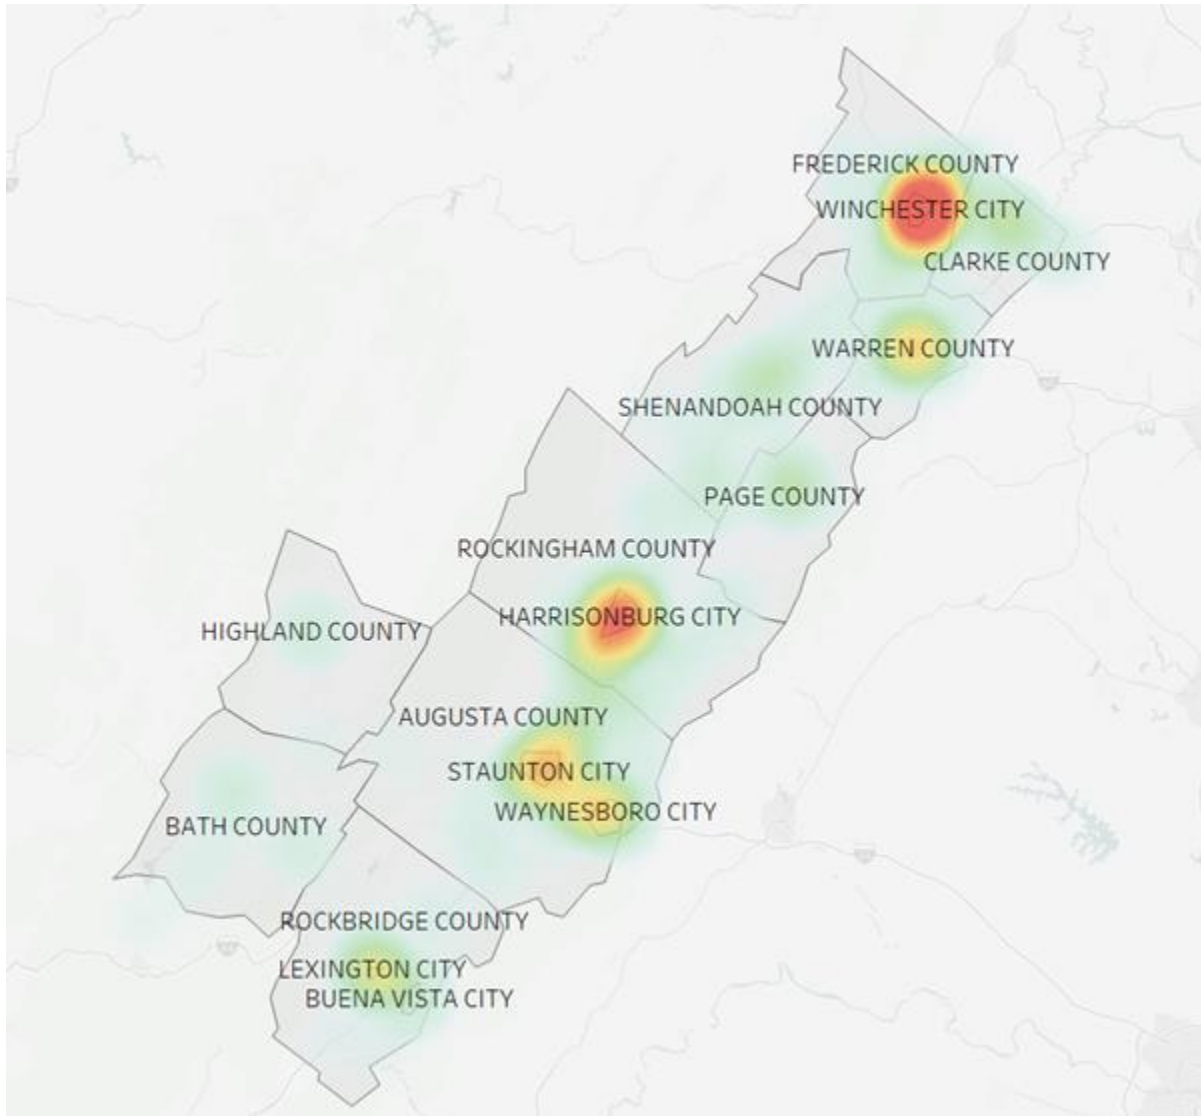 FREDERICK COUNTY
WINCHESTER CITY
CLARKE COUNTY
WARREN COUNTY
SHENANDOAH COUNTY
PAGE COUNTY
ROCKINGHAM COUNTY
HARRISONBURG CITY
HIGHLAND COUNTY
AUGUSTA COUNTY
STAUNTON CITY
WAYNESBORO CITY
BATH COUNTY
ROCKBRIDGE COUNTY
LEXINGTON CITY
BUENA VISTA CITY